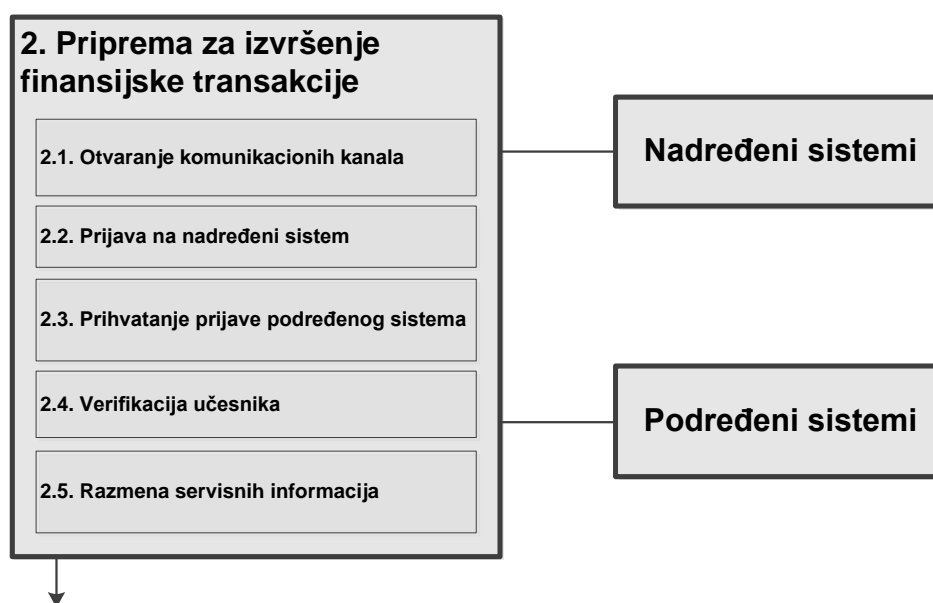 2. Priprema za izvršenje
finansijske transakcije
2.1. Otvaranje komunikacionih kanala
2.2. Prijava na nadređeni sistem
2.3. Prihvatanje prijave podređenog sistema
2.4. Verifikacija učesnika
2.5. Razmena servisnih informacija
Nadređeni sistemi
Podređeni sistemi